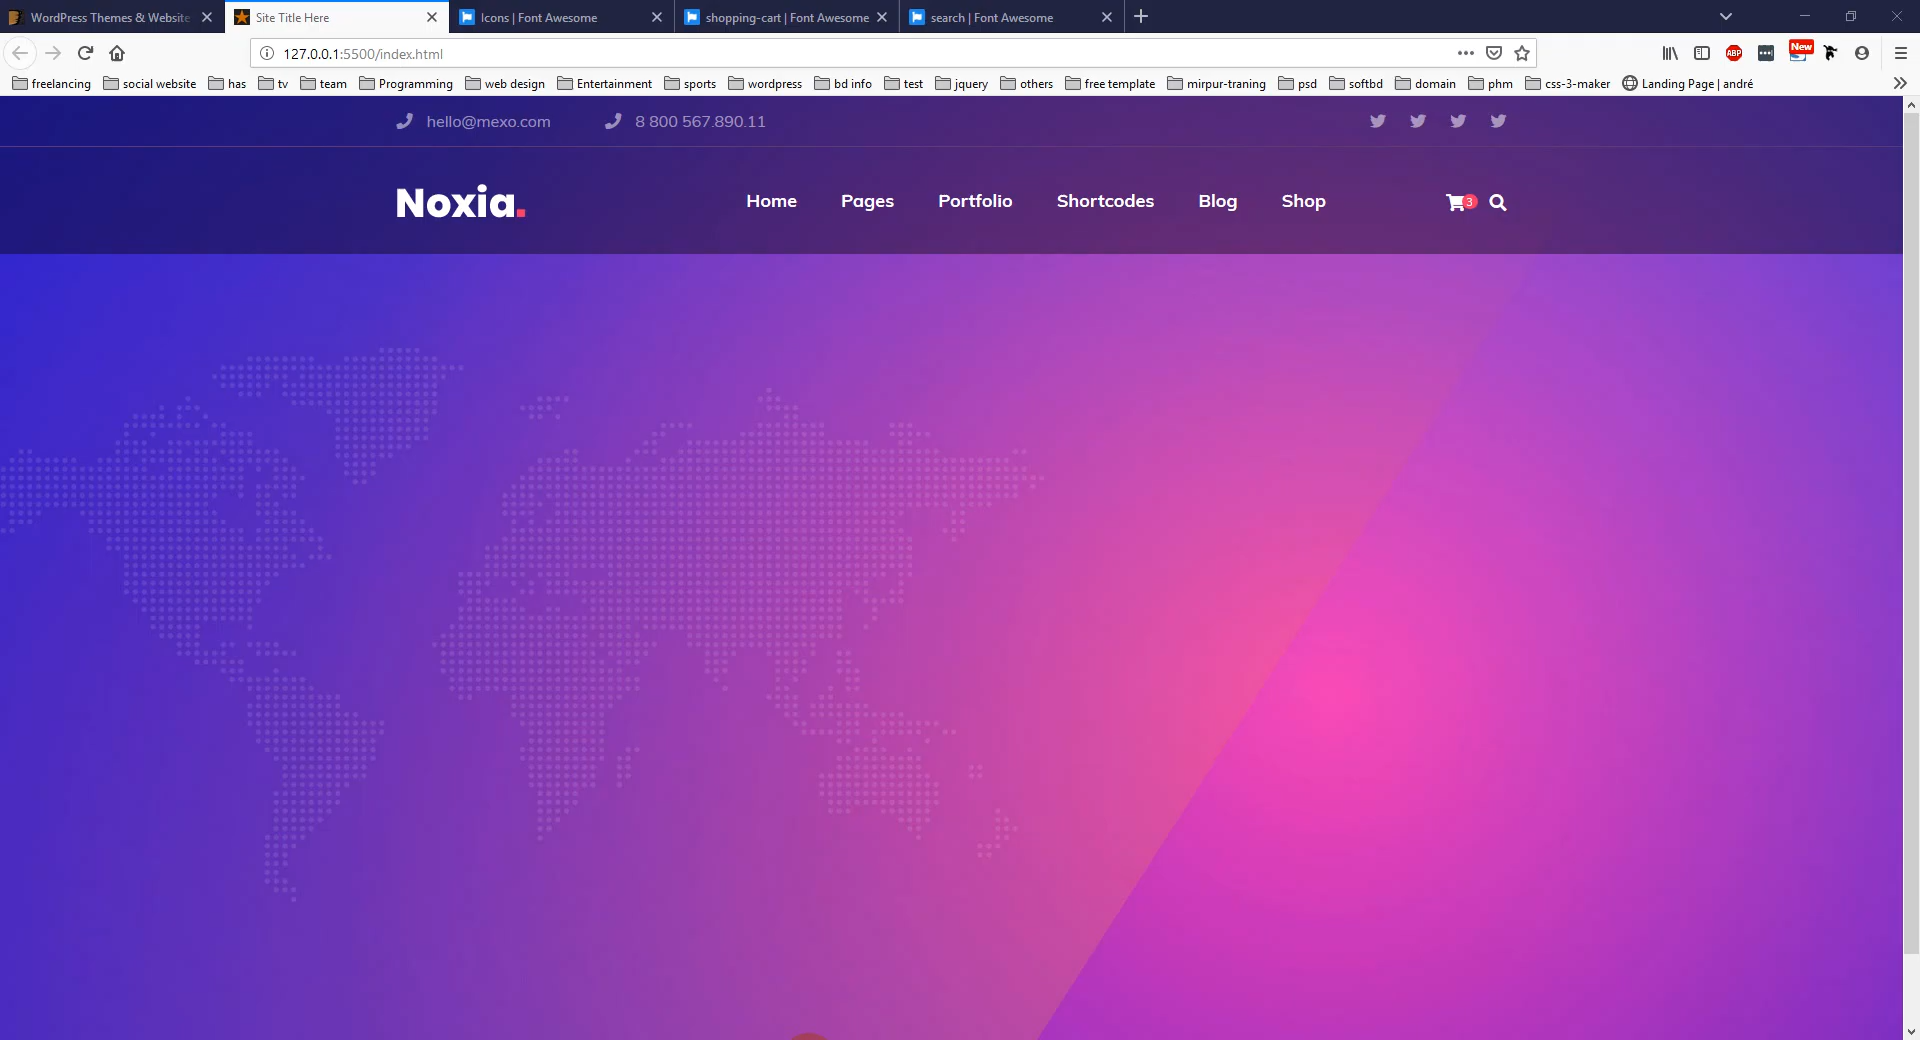 WordPress Themes & Website
Site Title Here
Icons | Font Awesome
shopping-cart | Font Awesome
search | Font Awesome
127.0.0.1:5500/index.html
ABP
New
freelancing social website has tv team Programming web design Entertainment sports wordpress bd info test jquery others free template mirpur-traning psd softbd domain phm css-3-maker Landing Page | andré
hello@mexo.com 8 800 567.890.11
Noxia. Home Pages Portfolio Shortcodes Blog Shop 3